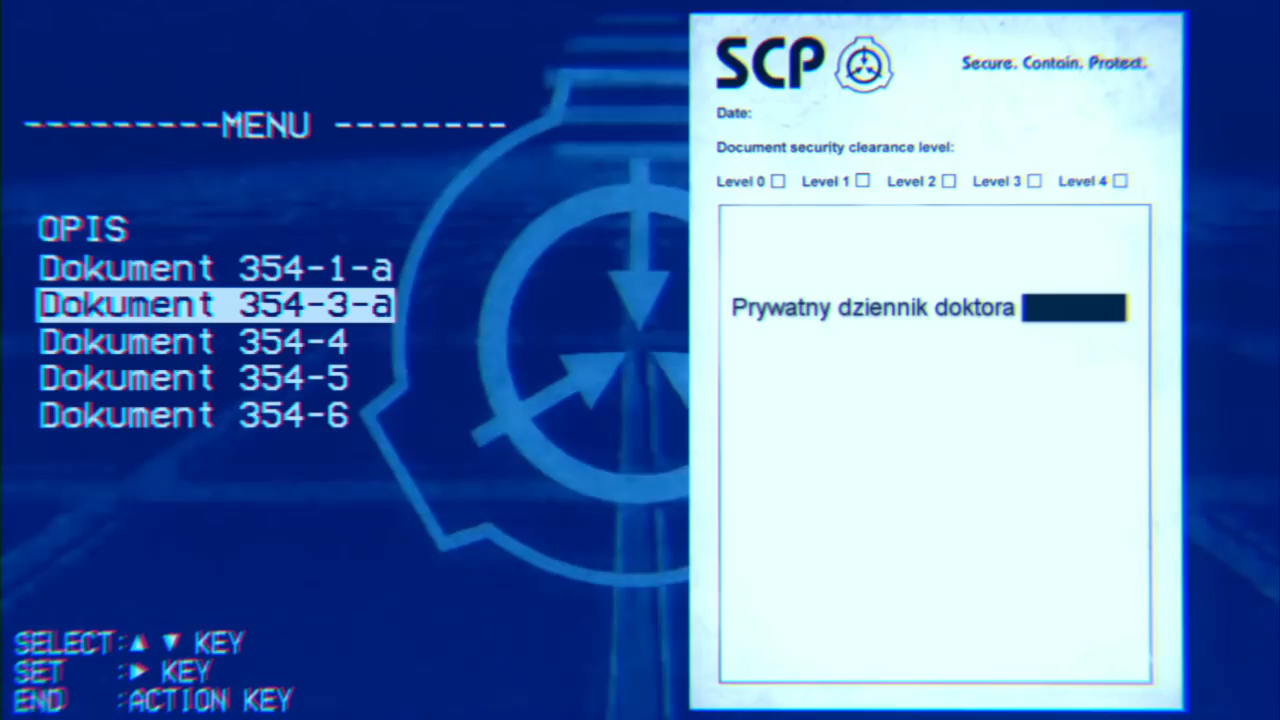 ---------MENU --------
OPIS
Dokument 354-1-a
Dokument 354-3-a
Dokument 354-4
Dokument 354-5
Dokument 354-6
SELECT:▲ ▼ KEY
SET :► KEY
END :ACTION KEY
SCP Secure. Contain. Protect.
Date:
Document security clearance level:
Level 0 ☐ Level 1 ☐ Level 2 ☐ Level 3 ☐ Level 4 ☐
Prywatny dziennik doktora